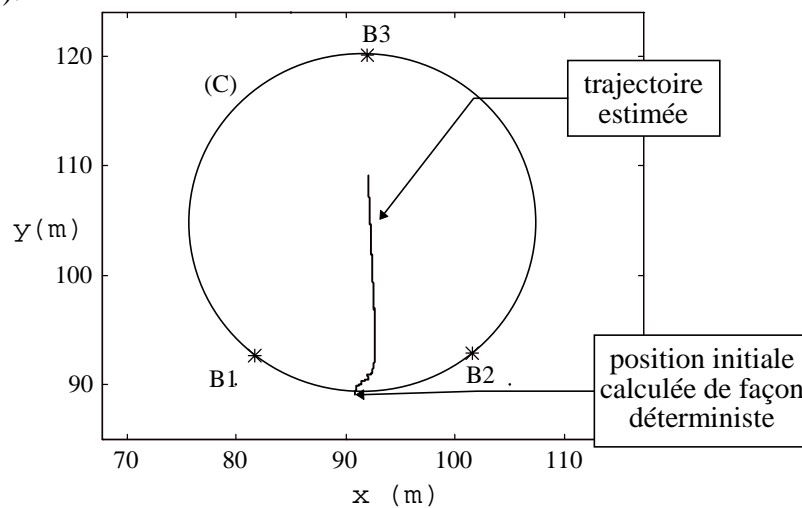 ).
120
110
100
90
y(m)
70
80
90
100
110
x (m)
(C)
B3
B1
B2
trajectoire
estimée
position initiale
calculée de façon
déterministe